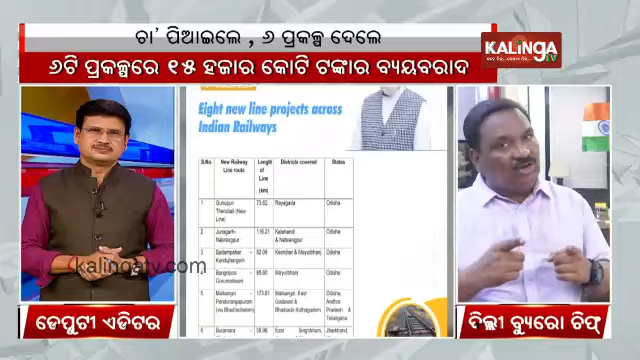 ଚା' ପିଆଇଲେ , ୬ ପ୍ରକଳ୍ପ ଦେଲେ
୬ଟି ପ୍ରକଳ୍ପରେ ୧୫ ହଜାର କୋଟି ଟଙ୍କାର ବ୍ୟୟବରାଦ
KALINGA
TV
Eight new line projects across
Indian Railways
S.No. New Railway Line route Length of Line (km) Districts covered States
1 Gunupur-Therubali (New Line) 73.62 Rayagada Odisha
2 Junagarh-Nabrangpur 116.21 Kalahandi & Nabrangpur Odisha
3 Badampahar - Kandujhargarh 82.06 Keonjhar & Mayurbhanj Odisha
4 Bangriposi - Gorumahisani 85.60 Mayurbhanj Odisha
5 Malkangiri - Pandurangapuram (via Bhadrachalam) 173.61 Malkangiri East Godavari & Bhadradri Kothagudem Odisha, Andhra Pradesh & Telangana
6 Buramara 59.96 East Singhbhum, Jharkhand,
kalingatv.com
ଡେପୁଟୀ ଏଡିଟର
ଦିଲ୍ଲୀ ବ୍ୟୁରୋ ଚିଫ୍